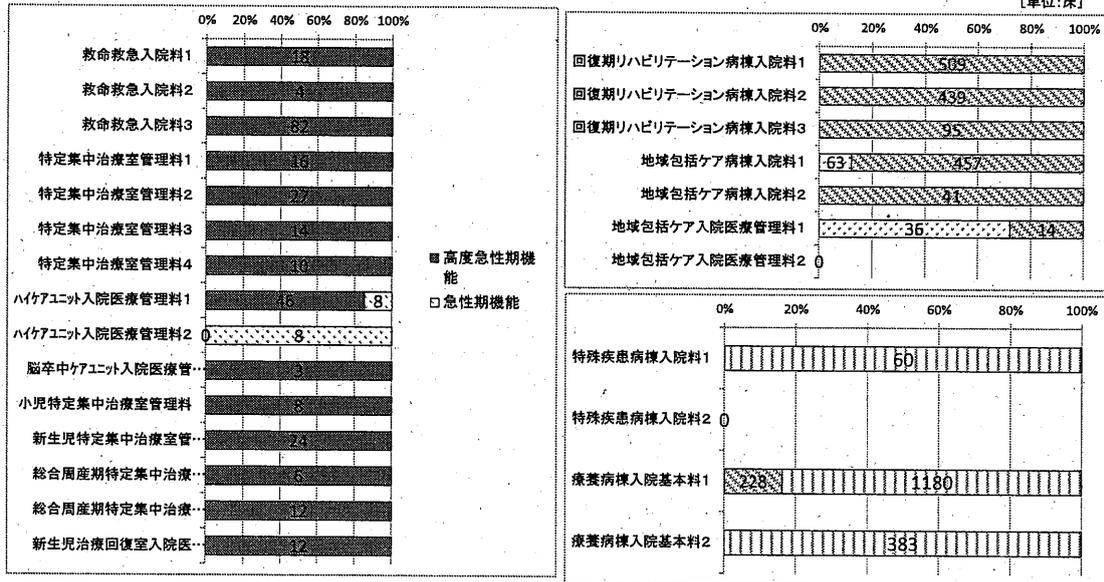 [単位:床]
0% 20% 40% 60% 80% 100%
救命救急入院料1 18
救命救急入院料2 4
救命救急入院料3 82
特定集中治療室管理料1 16
特定集中治療室管理料2 27
特定集中治療室管理料3 14
特定集中治療室管理料4 10
ハイケアユニット入院医療管理料1 46 8
ハイケアユニット入院医療管理料2 0 8
脳卒中ケアユニット入院医療管… 3
小児特定集中治療室管理料 8
新生児特定集中治療室管… 24
総合周産期特定集中治療… 6
総合周産期特定集中治療… 12
新生児治療回復室入院医… 12
高度急性期機
能
急性期機能
0% 20% 40% 60% 80% 100%
回復期リハビリテーション病棟入院料1 509
回復期リハビリテーション病棟入院料2 439
回復期リハビリテーション病棟入院料3 95
地域包括ケア病棟入院料1 63 457
地域包括ケア病棟入院料2 41
地域包括ケア入院医療管理料1 36 14
地域包括ケア入院医療管理料2 0
0% 20% 40% 60% 80% 100%
特殊疾患病棟入院料1 60
特殊疾患病棟入院料2 0
療養病棟入院基本料1 228 1180
療養病棟入院基本料2 383